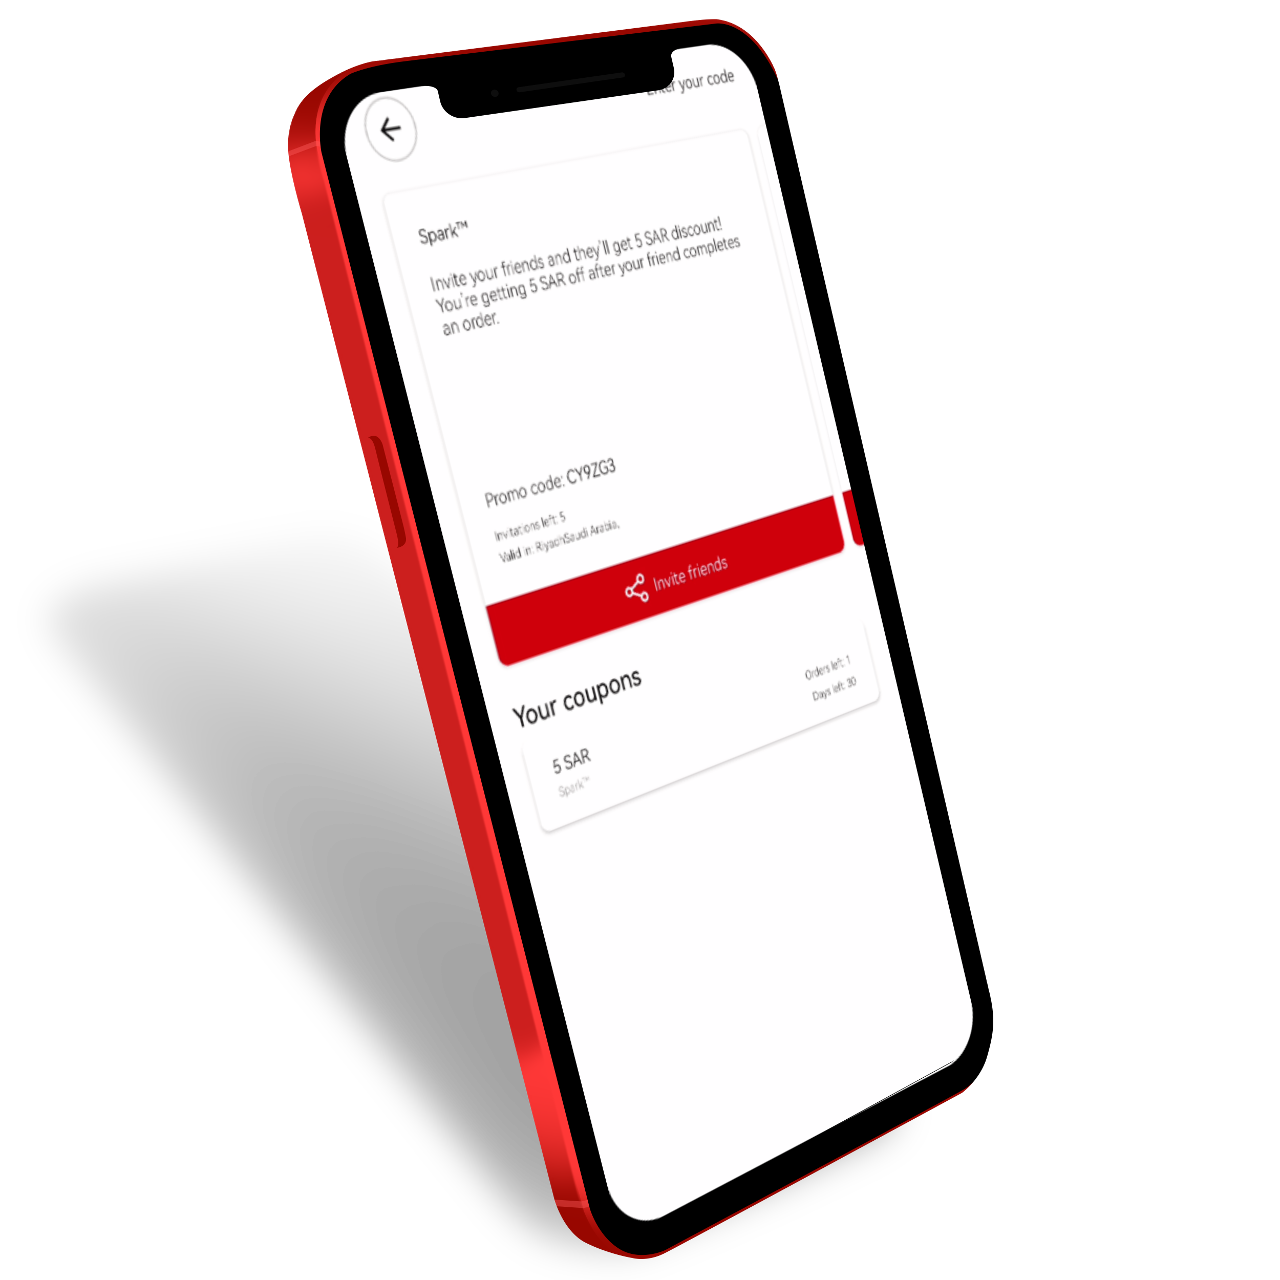 Enter your code
Spark™
Invite your friends and they'll get 5 SAR discount!
You're getting 5 SAR off after your friend completes
an order.
Promo code: CY9ZG3
Invitations left: 5
Valid in: RiyadhSaudi Arabia,
Invite friends
Your coupons
Orders left: 1
Days left: 30
5 SAR
Spark™